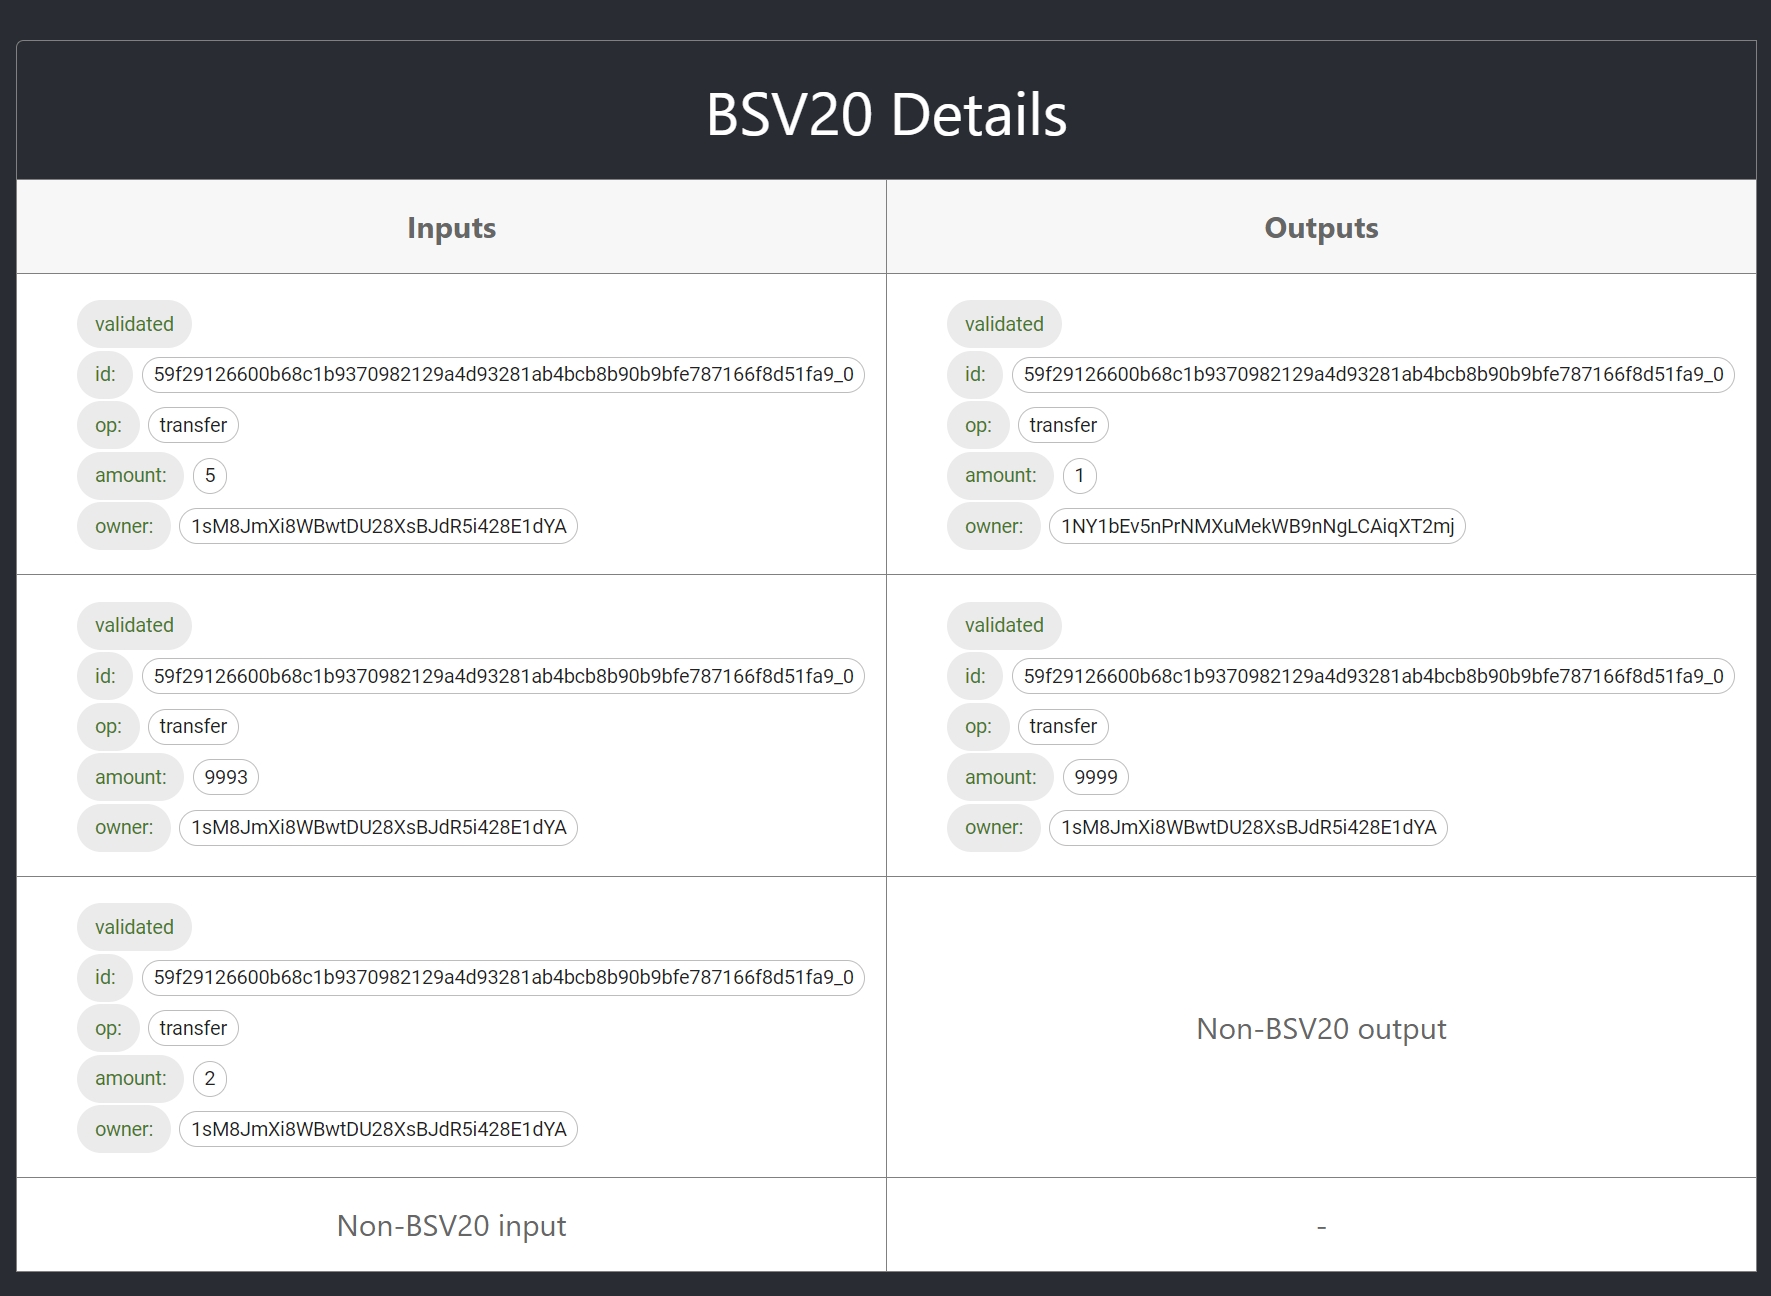 BSV20 Details
Inputs
Outputs
validated
id: 59f29126600b68c1b9370982129a4d93281ab4bcb8b90b9bfe787166f8d51fa9_0
op: transfer
amount: 5
owner: 1sM8JmXi8WBwtDU28XsBJdR5i428E1dYA
validated
id: 59f29126600b68c1b9370982129a4d93281ab4bcb8b90b9bfe787166f8d51fa9_0
op: transfer
amount: 1
owner: 1NY1bEv5nPrNMXuMekWB9nNgLCAiqXT2mj
validated
id: 59f29126600b68c1b9370982129a4d93281ab4bcb8b90b9bfe787166f8d51fa9_0
op: transfer
amount: 9993
owner: 1sM8JmXi8WBwtDU28XsBJdR5i428E1dYA
validated
id: 59f29126600b68c1b9370982129a4d93281ab4bcb8b90b9bfe787166f8d51fa9_0
op: transfer
amount: 9999
owner: 1sM8JmXi8WBwtDU28XsBJdR5i428E1dYA
validated
id: 59f29126600b68c1b9370982129a4d93281ab4bcb8b90b9bfe787166f8d51fa9_0
op: transfer
amount: 2
owner: 1sM8JmXi8WBwtDU28XsBJdR5i428E1dYA
Non-BSV20 output
Non-BSV20 input
-